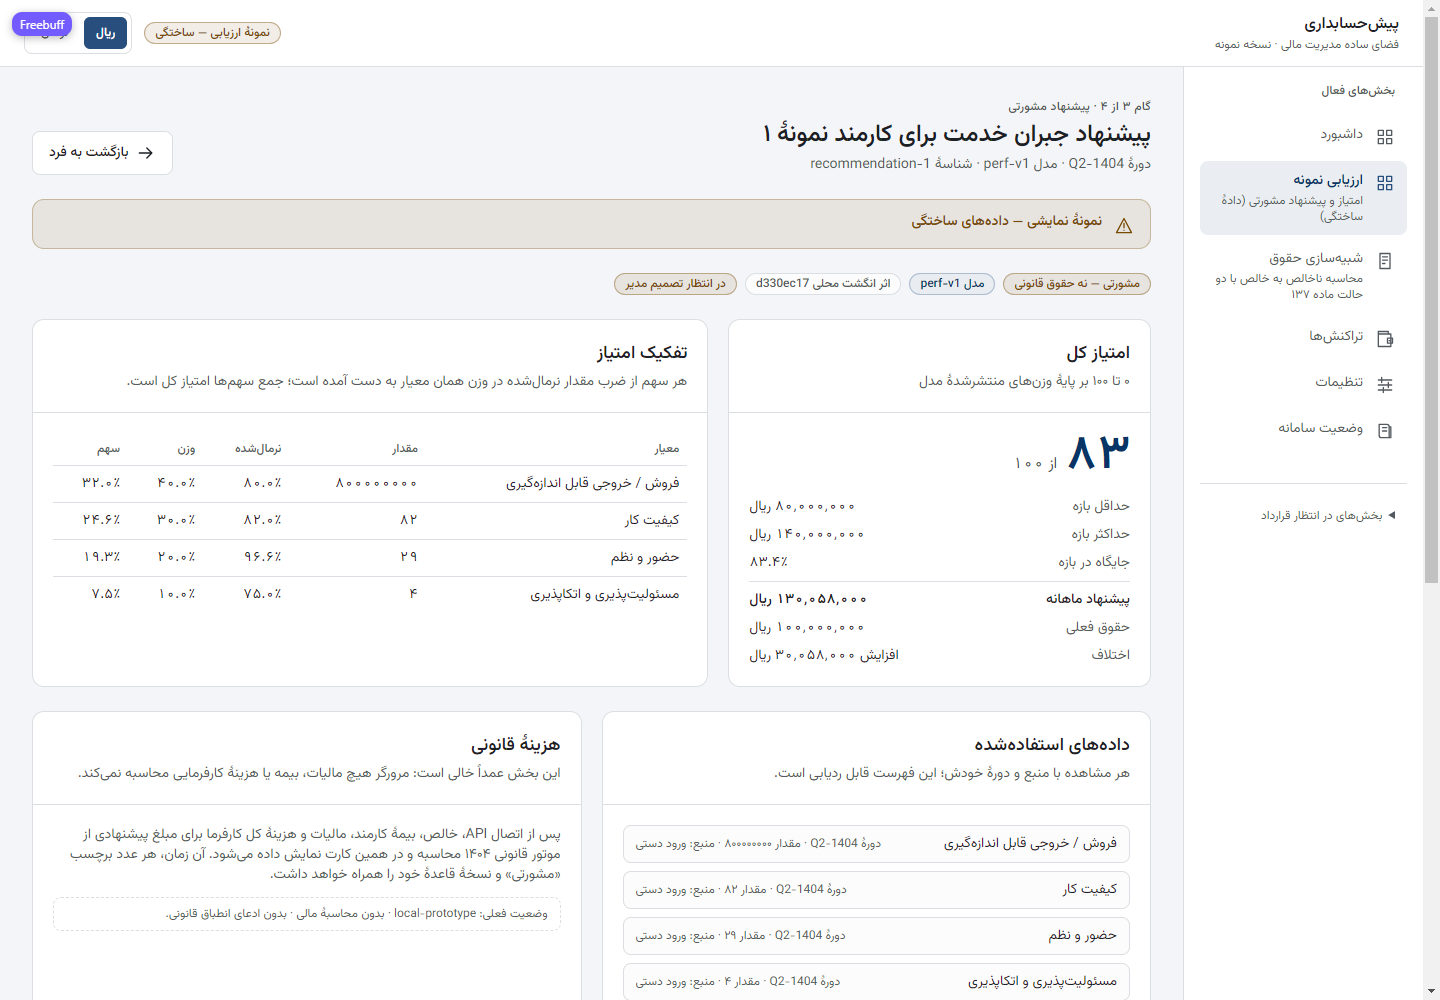 پیش‌حسابداری
فضای ساده مدیریت مالی · نسخه نمونه
نمونهٔ ارزیابی — ساختگی
ریال
Freebuff
بخش‌های فعال
داشبورد
ارزیابی نمونه
امتیاز و پیشنهاد مشورتی (دادهٔ
ساختگی)
شبیه‌سازی حقوق
محاسبه ناخالص به خالص با دو
حالت ماده ۱۳۷
تراکنش‌ها
تنظیمات
وضعیت سامانه
◀ بخش‌های در انتظار قرارداد
گام ۳ از ۴ · پیشنهاد مشورتی
پیشنهاد جبران خدمت برای کارمند نمونهٔ ۱
دورهٔ Q2-1404 · مدل perf-v1 · شناسهٔ recommendation-1
بازگشت به فرد
نمونهٔ نمایشی — داده‌های ساختگی
مشورتی — نه حقوق قانونی
مدل perf-v1
اثر انگشت محلی d330ec17
در انتظار تصمیم مدیر
امتیاز کل
۰ تا ۱۰۰ بر پایهٔ وزن‌های منتشرشدهٔ مدل
۸۳ از ۱۰۰
حداقل بازه ۸۰,۰۰۰,۰۰۰ ریال
حداکثر بازه ۱۴۰,۰۰۰,۰۰۰ ریال
جایگاه در بازه ۸۳.۴٪
پیشنهاد ماهانه ۱۳۰,۰۵۸,۰۰۰ ریال
حقوق فعلی ۱۰۰,۰۰۰,۰۰۰ ریال
اختلاف افزایش ۳۰,۰۵۸,۰۰۰ ریال
تفکیک امتیاز
هر سهم از ضرب مقدار نرمال‌شده در وزن همان معیار به دست آمده است؛ جمع سهم‌ها امتیاز کل است.
معیار مقدار نرمال‌شده وزن سهم
فروش / خروجی قابل اندازه‌گیری ۸۰۰۰۰۰۰۰۰ ۸۰.۰٪ ۴۰.۰٪ ۳۲.۰٪
کیفیت کار ۸۲ ۸۲.۰٪ ۳۰.۰٪ ۲۴.۶٪
حضور و نظم ۲۹ ۹۶.۶٪ ۲۰.۰٪ ۱۹.۳٪
مسئولیت‌پذیری و اتکاپذیری ۴ ۷۵.۰٪ ۱۰.۰٪ ۷.۵٪
داده‌های استفاده‌شده
هر مشاهده با منبع و دورهٔ خودش؛ این فهرست قابل ردیابی است.
فروش / خروجی قابل اندازه‌گیری دورهٔ Q2-1404 · مقدار ۸۰۰۰۰۰۰۰۰ · منبع: ورود دستی
کیفیت کار دورهٔ Q2-1404 · مقدار ۸۲ · منبع: ورود دستی
حضور و نظم دورهٔ Q2-1404 · مقدار ۲۹ · منبع: ورود دستی
مسئولیت‌پذیری و اتکاپذیری دورهٔ Q2-1404 · مقدار ۴ · منبع: ورود دستی
هزینهٔ قانونی
این بخش عمداً خالی است: مرورگر هیچ مالیات، بیمه یا هزینهٔ کارفرمایی محاسبه نمی‌کند.
پس از اتصال API، خالص، بیمهٔ کارمند، مالیات و هزینهٔ کل کارفرما برای مبلغ پیشنهادی از
موتور قانونی ۱۴۰۴ محاسبه و در همین کارت نمایش داده می‌شود. آن زمان، هر عدد برچسب
«مشورتی» و نسخهٔ قاعدهٔ خود را همراه خواهد داشت.
وضعیت فعلی: local-prototype · بدون محاسبهٔ مالی · بدون ادعای انطباق قانونی.